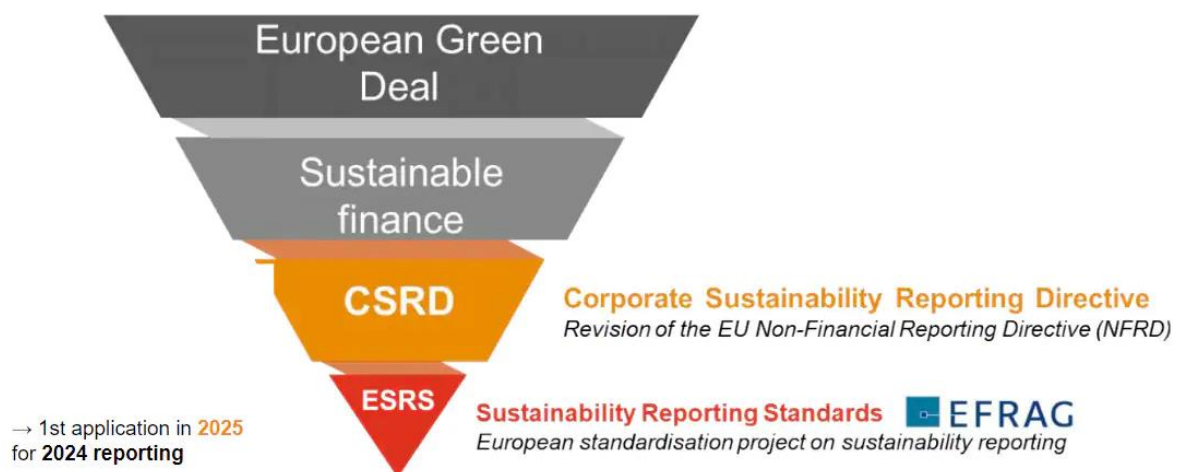 European Green
Deal
Sustainable
finance
CSRD
Corporate Sustainability Reporting Directive
Revision of the EU Non-Financial Reporting Directive (NFRD)
ESRS
Sustainability Reporting Standards EFRAG
European standardisation project on sustainability reporting
→ 1st application in 2025
for 2024 reporting